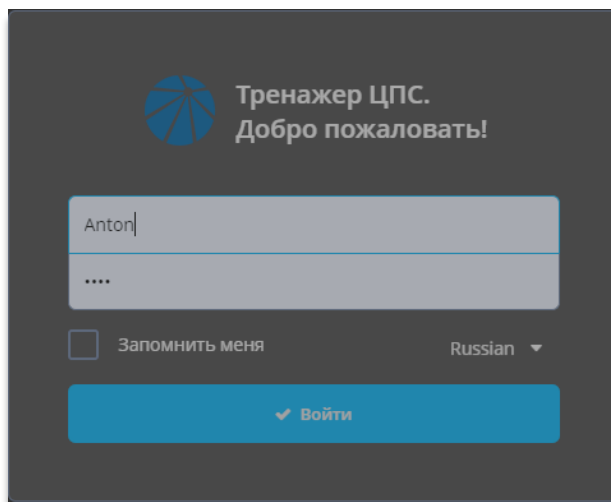 Тренажер ЦПС.
Добро пожаловать!
Anton
••••
Запомнить меня
Russian
Войти